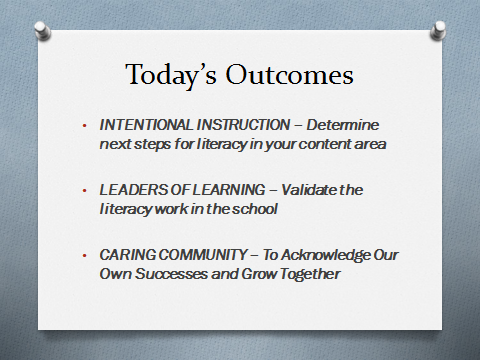 Today’s Outcomes
• INTENTIONAL INSTRUCTION – Determine
next steps for literacy in your content area
• LEADERS OF LEARNING – Validate the
literacy work in the school
• CARING COMMUNITY – To Acknowledge Our
Own Successes and Grow Together